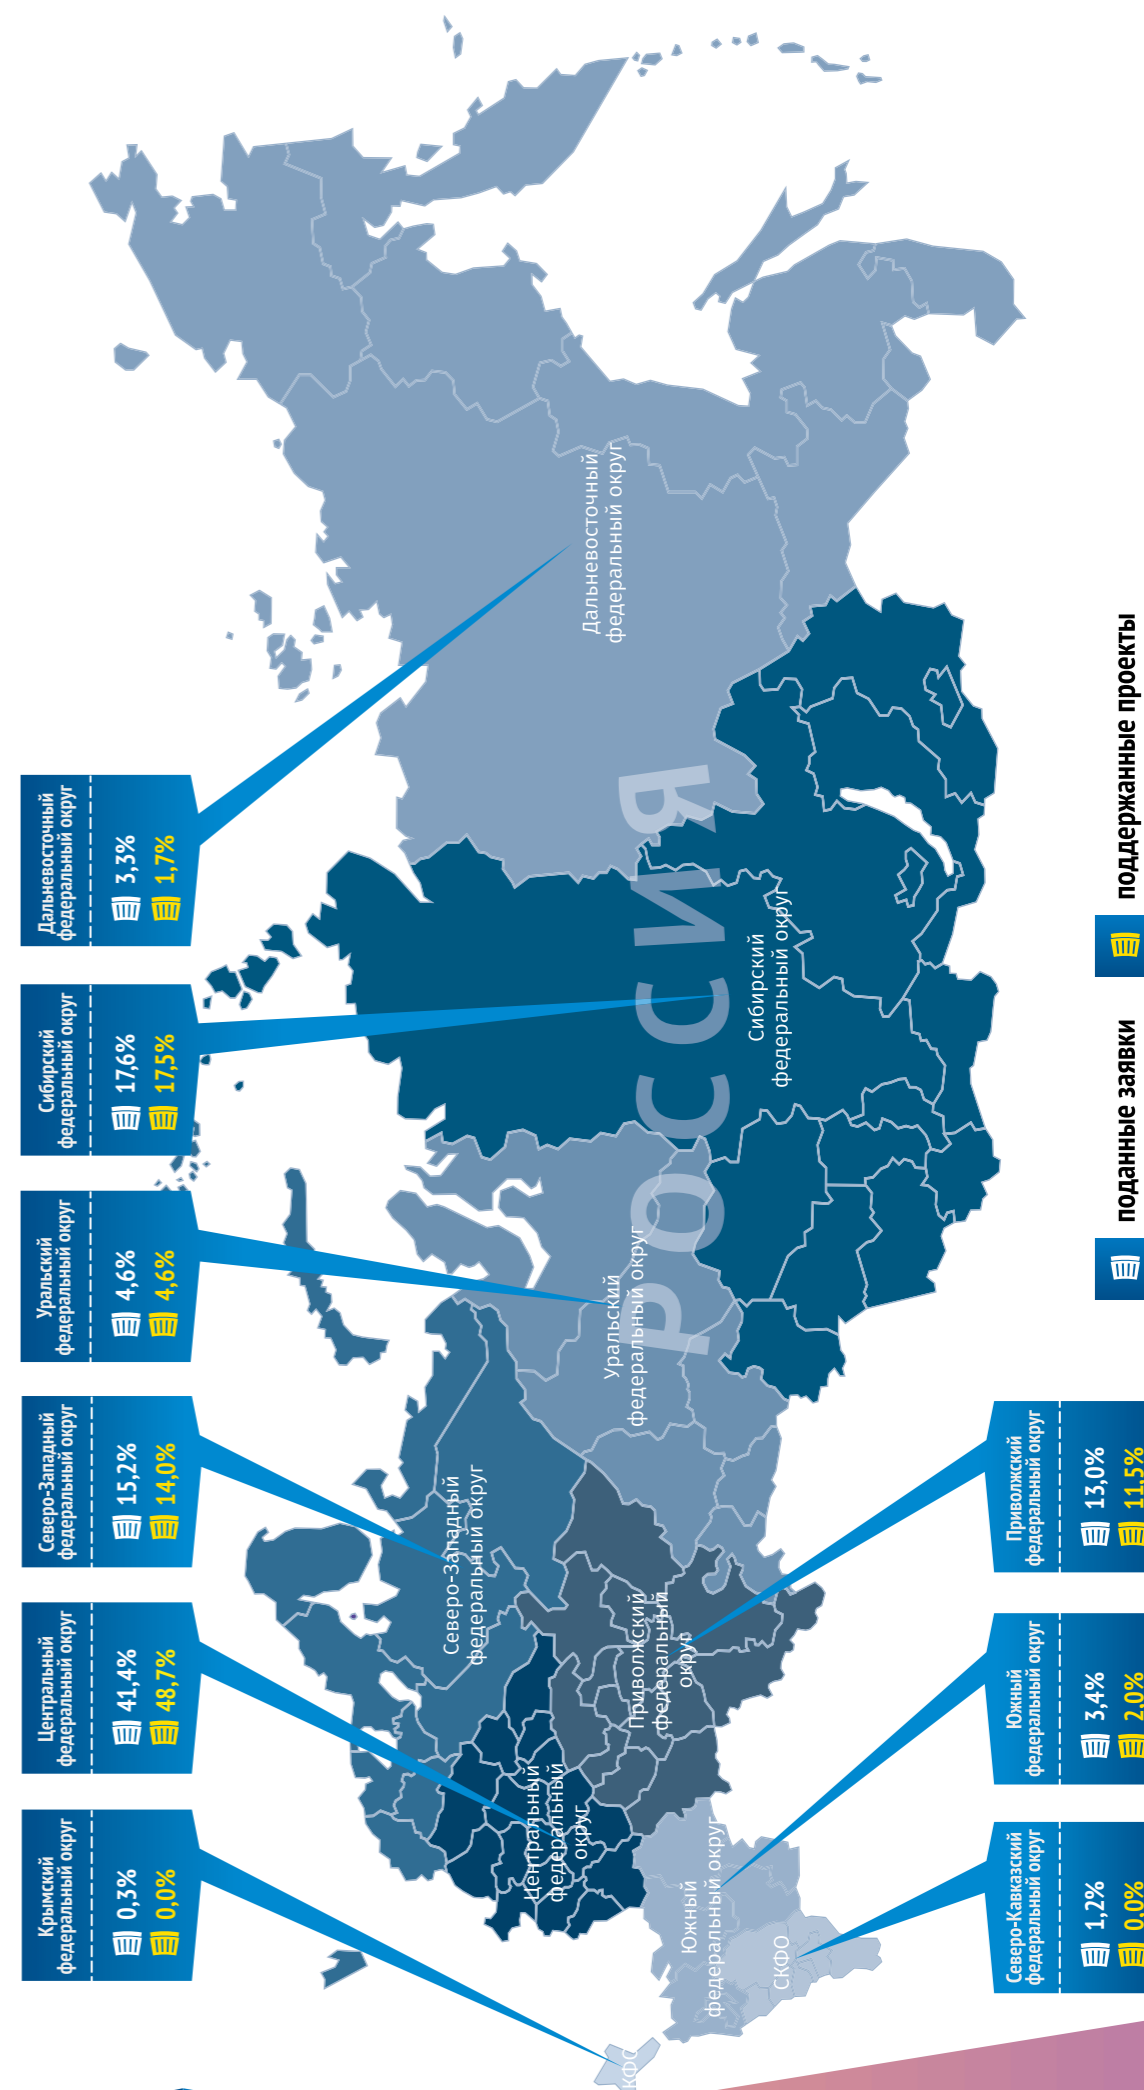 Крымский
федеральный округ
0,3%
0,0%
Центральный
федеральный округ
41,4%
48,7%
Северо-Западный
федеральный округ
15,2%
14,0%
Уральский
федеральный округ
4,6%
4,6%
Сибирский
федеральный округ
17,6%
17,5%
Дальневосточный
федеральный округ
3,3%
1,7%
РОССИЯ
КФО
Центральный
федеральный
округ
Северо-Западный
федеральный округ
Уральский
федеральный округ
Сибирский
федеральный округ
Дальневосточный
федеральный округ
Приволжский
федеральный
округ
Южный
федеральный округ
СКФО
Северо-Кавказский
федеральный округ
1,2%
0,0%
Южный
федеральный округ
3,4%
2,0%
Приволжский
федеральный округ
13,0%
11,5%
поданные заявки
поддержанные проекты